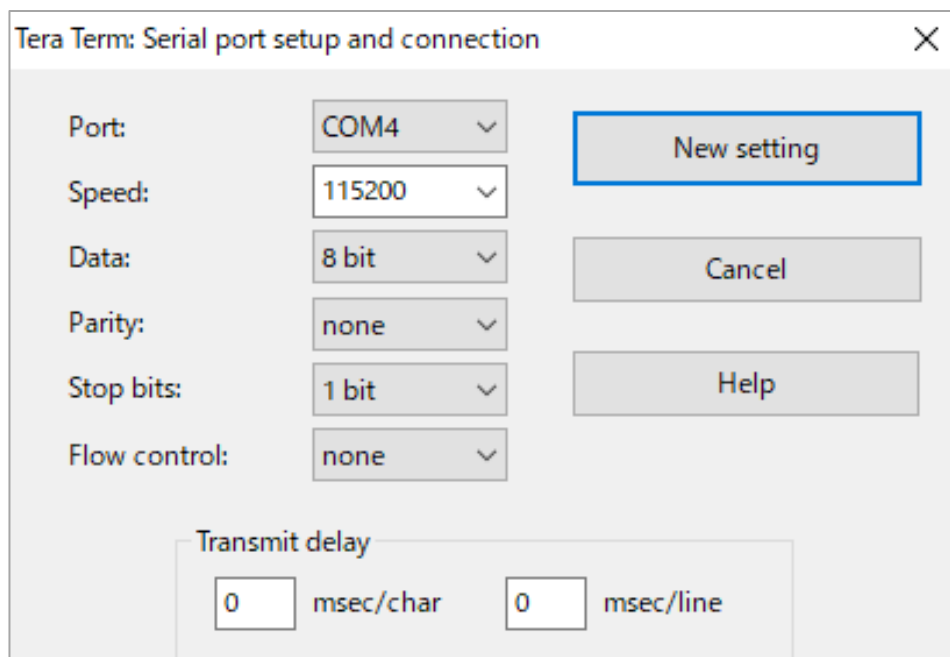 Tera Term: Serial port setup and connection
Port: COM4 New setting
Speed: 115200
Data: 8 bit Cancel
Parity: none
Stop bits: 1 bit Help
Flow control: none
Transmit delay
0 msec/char 0 msec/line